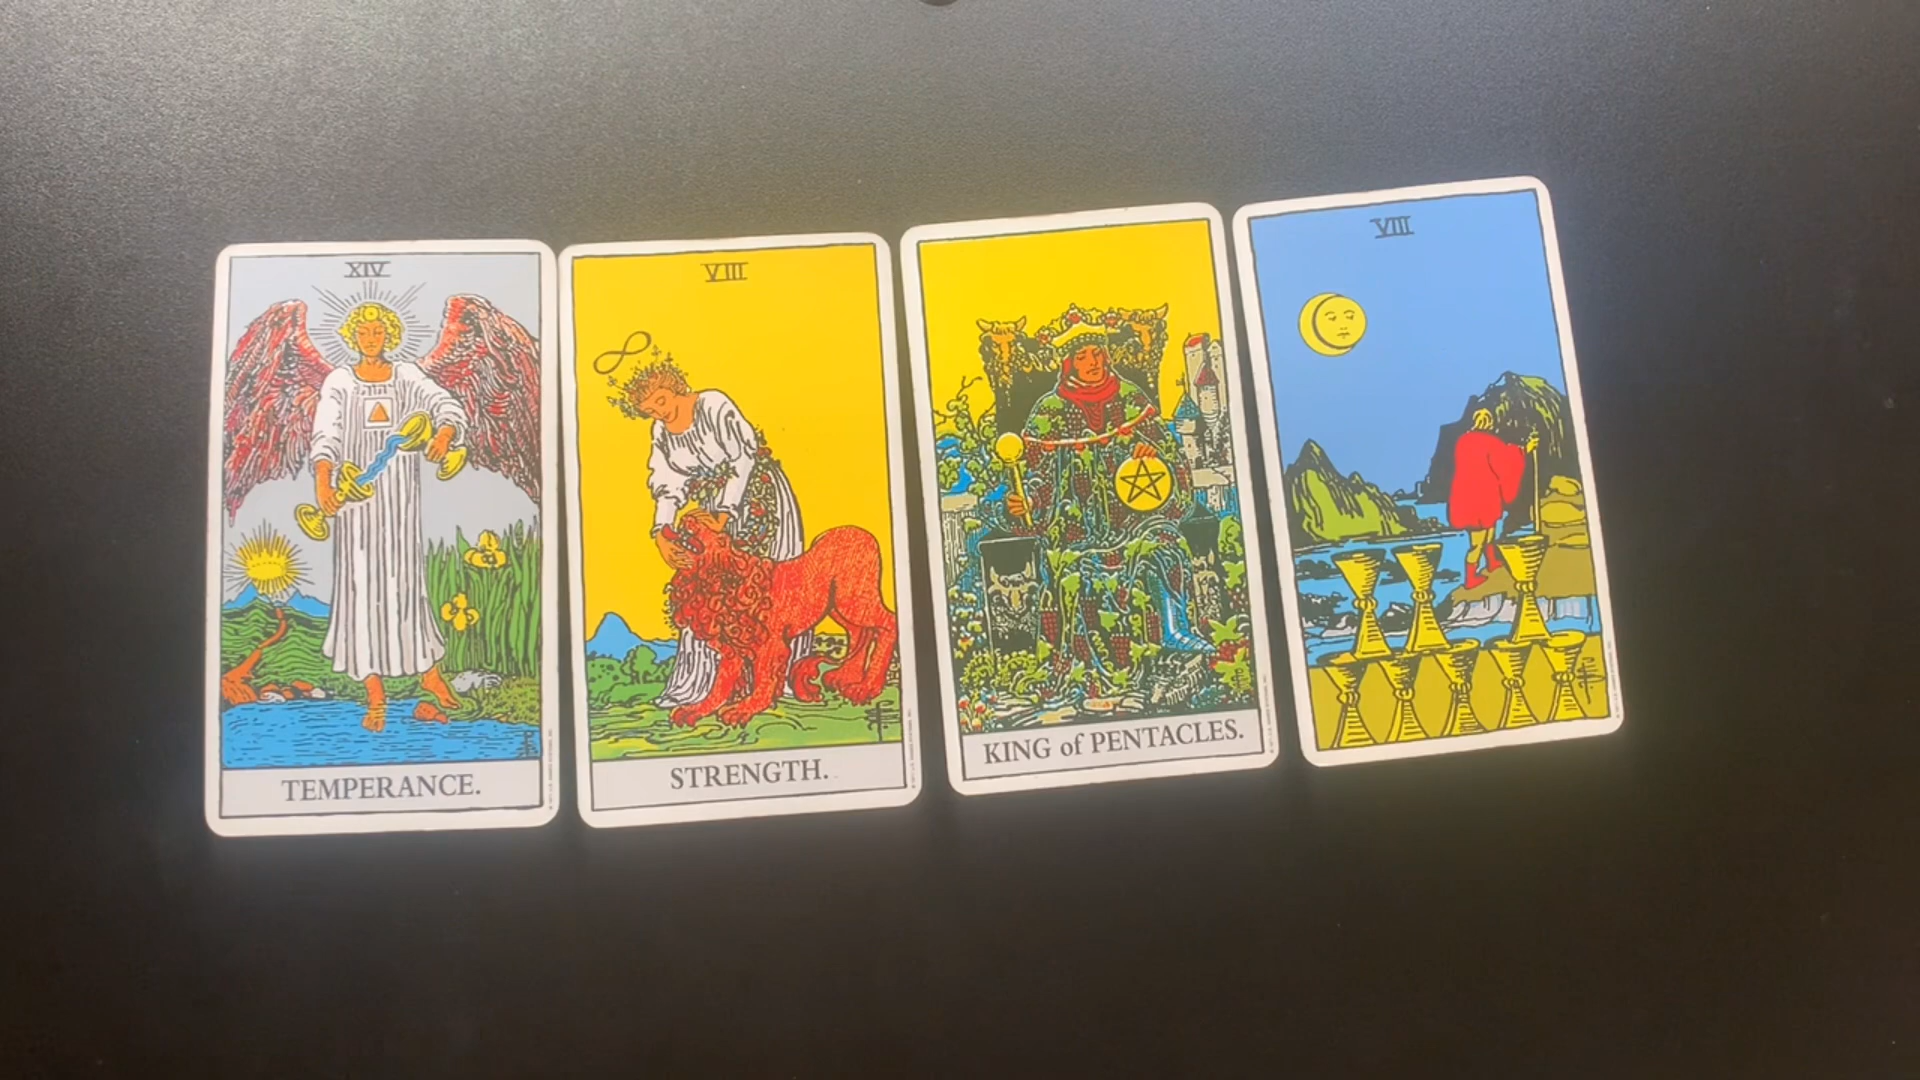 XIV
TEMPERANCE.
VIII
STRENGTH.
KING of PENTACLES.
VIII